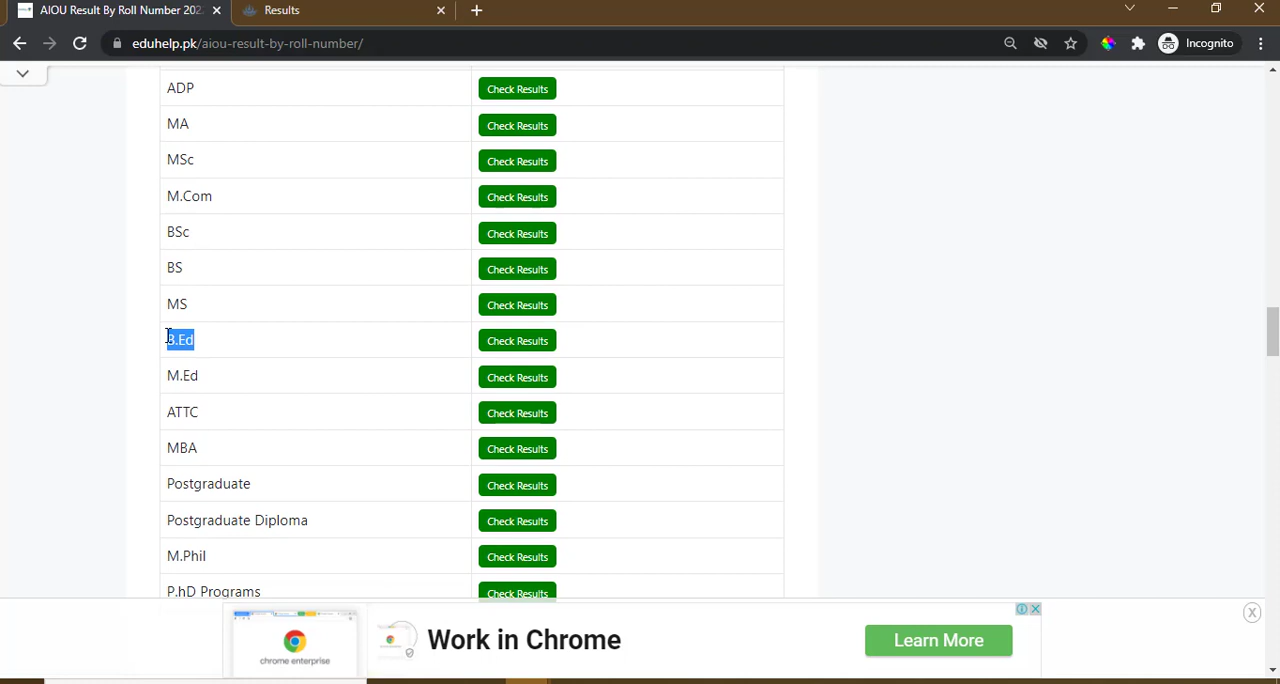 AIOU Result By Roll Number 202
Results
eduhelp.pk/aiou-result-by-roll-number/
Incognito
ADP Check Results
MA Check Results
MSc Check Results
M.Com Check Results
BSc Check Results
BS Check Results
MS Check Results
B.Ed Check Results
M.Ed Check Results
ATTC Check Results
MBA Check Results
Postgraduate Check Results
Postgraduate Diploma Check Results
M.Phil Check Results
P.hD Programs Check Results
chrome enterprise
Work in Chrome
Learn More